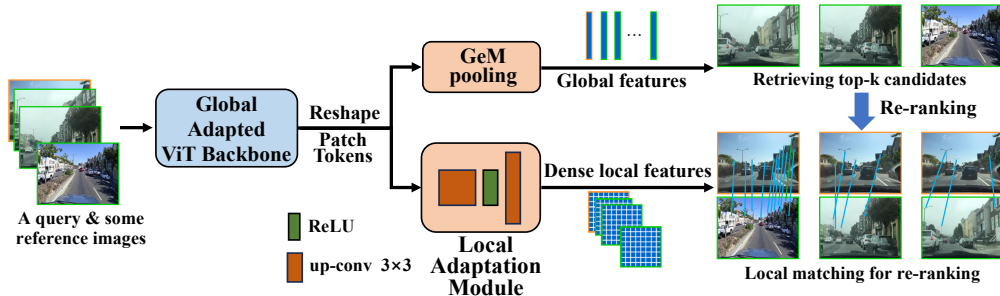 A query & some
reference images
Global
Adapted
ViT Backbone
Reshape
Patch
Tokens
GeM
pooling
Global features
...
Retrieving top-k candidates
Re-ranking
ReLU
up-conv 3×3
Local
Adaptation
Module
Dense local features
Local matching for re-ranking